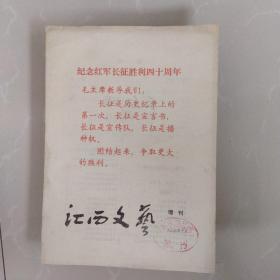 纪念红军长征胜利四十周年
毛主席教导我们：
长征是历史纪录上的
第一次，长征是宣言书，
长征是宣传队，长征是播
种机。
团结起来，争取更大
的胜利。
江西文艺
增刊